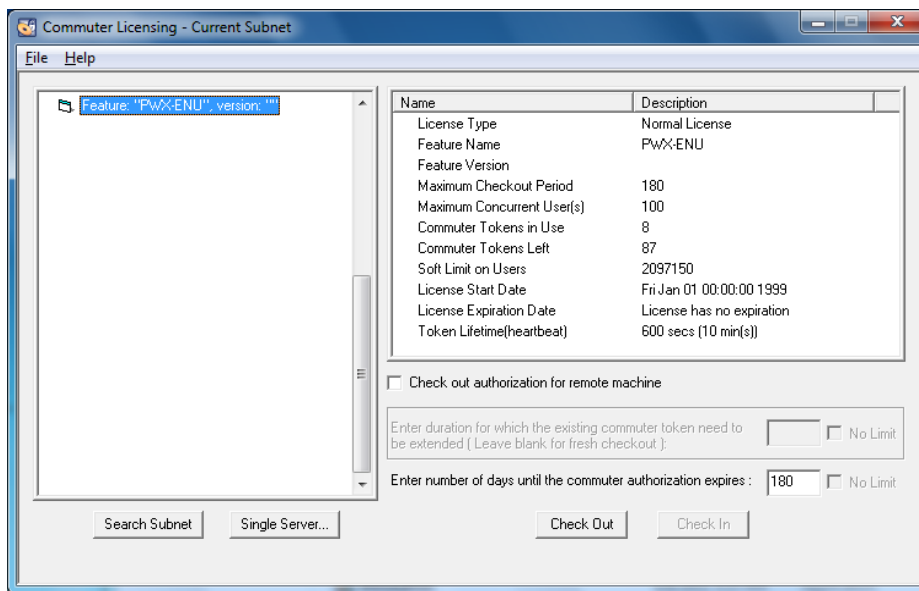 Commuter Licensing - Current Subnet
File Help
Feature: "PWX-ENU", version: ""
Name Description
License Type Normal License
Feature Name PWX-ENU
Feature Version
Maximum Checkout Period 180
Maximum Concurrent User(s) 100
Commuter Tokens in Use 8
Commuter Tokens Left 87
Soft Limit on Users 2097150
License Start Date Fri Jan 01 00:00:00 1999
License Expiration Date License has no expiration
Token Lifetime(heartbeat) 600 secs (10 min(s))
Check out authorization for remote machine
Enter duration for which the existing commuter token need to
be extended ( Leave blank for fresh checkout ):
No Limit
Enter number of days until the commuter authorization expires : 180 No Limit
Search Subnet Single Server... Check Out Check In